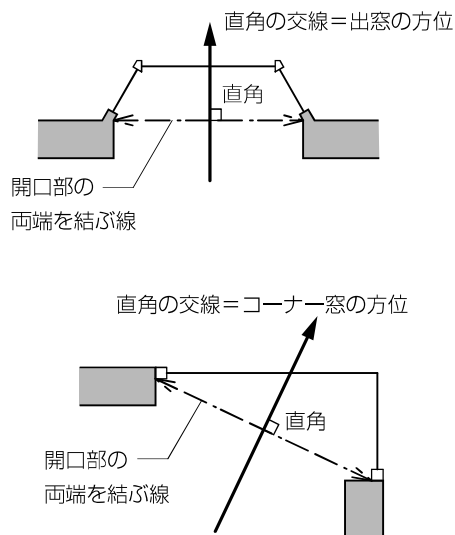 直角の交線＝出窓の方位
直角
開口部の
両端を結ぶ線
直角の交線＝コーナー窓の方位
直角
開口部の
両端を結ぶ線